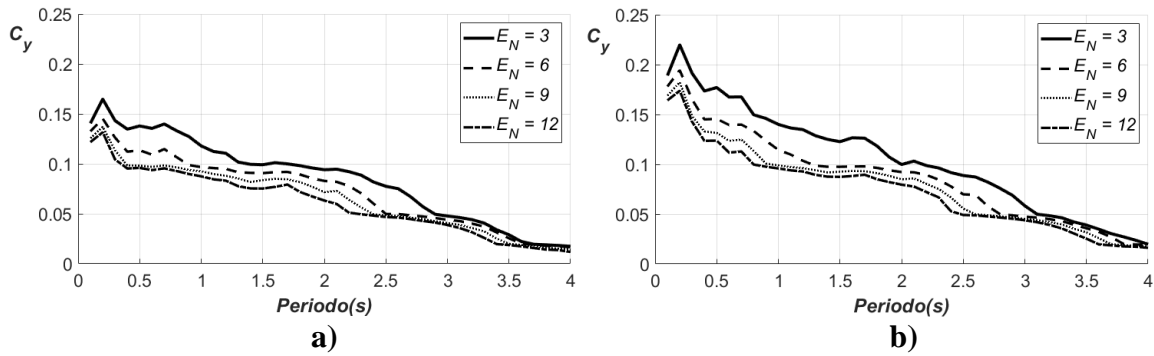 0.25
0.2
0.15
0.1
0.05
0
C_y
E_N = 3
E_N = 6
E_N = 9
E_N = 12
0 0.5 1 1.5 2 2.5 3 3.5 4
Periodo(s)
a)
0.25
0.2
0.15
0.1
0.05
0
C_y
E_N = 3
E_N = 6
E_N = 9
E_N = 12
0 0.5 1 1.5 2 2.5 3 3.5 4
Periodo(s)
b)